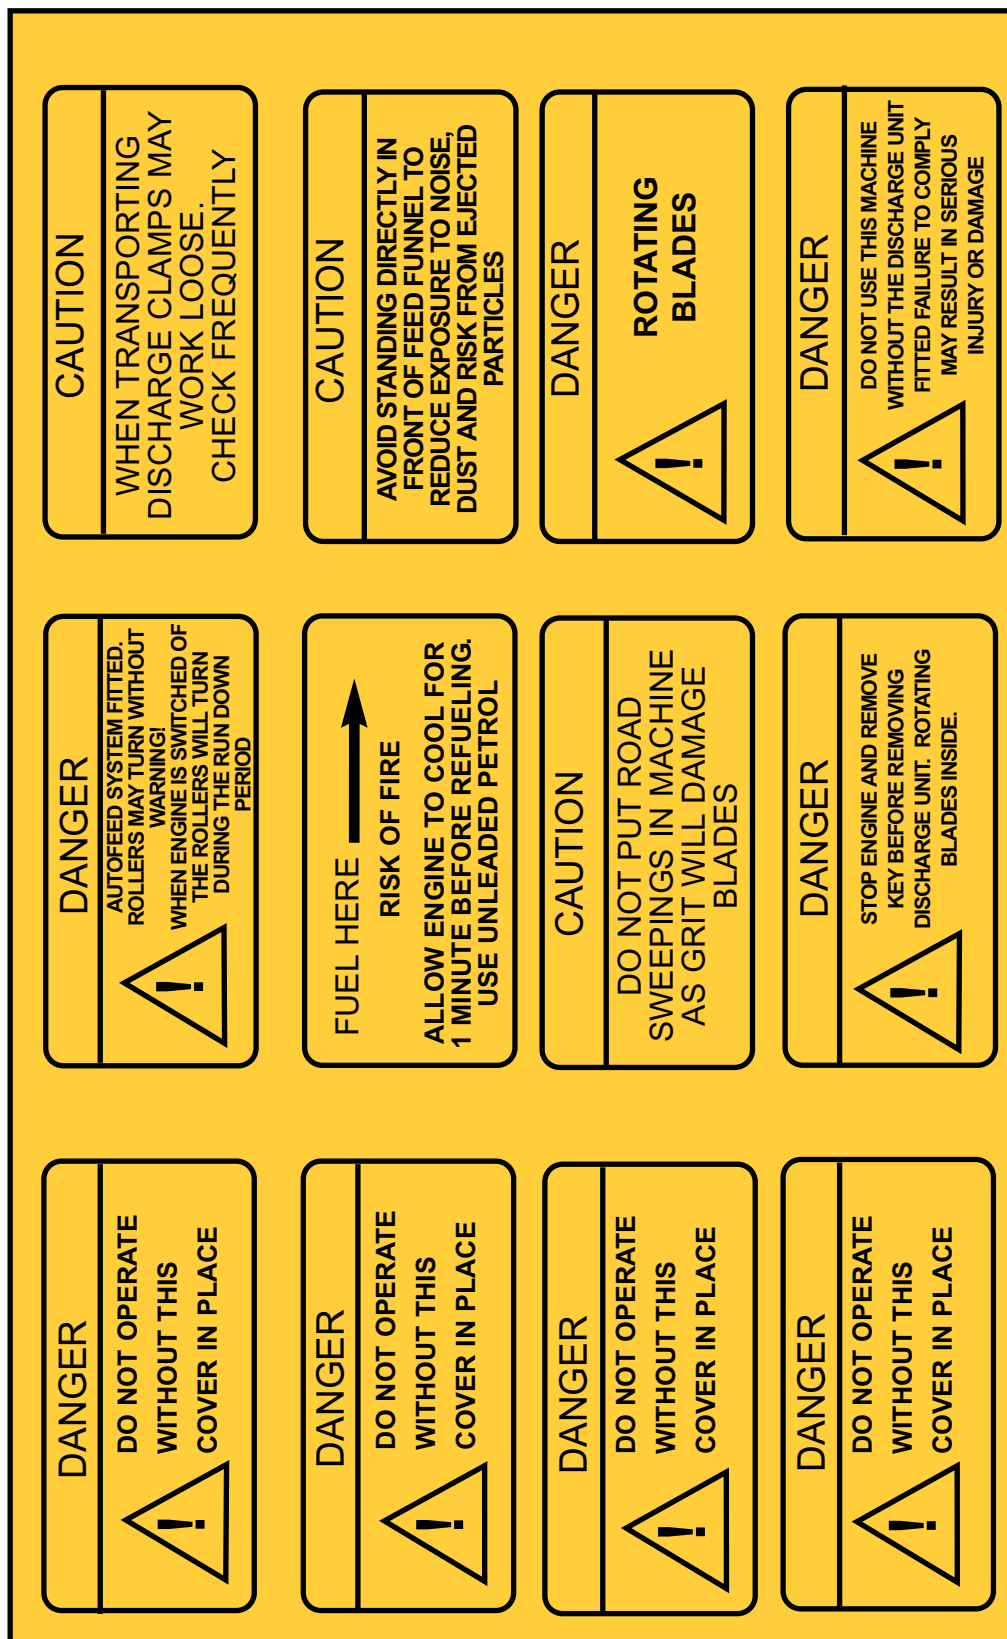 DANGER
DO NOT OPERATE
WITHOUT THIS
COVER IN PLACE
!
DANGER
AUTOFEED SYSTEM FITTED.
ROLLERS MAY TURN WITHOUT
WARNING!
WHEN ENGINE IS SWITCHED OF
THE ROLLERS WILL TURN
DURING THE RUN DOWN
PERIOD
!
CAUTION
WHEN TRANSPORTING
DISCHARGE CLAMPS MAY
WORK LOOSE.
CHECK FREQUENTLY
DANGER
DO NOT OPERATE
WITHOUT THIS
COVER IN PLACE
!
FUEL HERE
RISK OF FIRE
ALLOW ENGINE TO COOL FOR
1 MINUTE BEFORE REFUELING.
USE UNLEADED PETROL
CAUTION
AVOID STANDING DIRECTLY IN
FRONT OF FEED FUNNEL TO
REDUCE EXPOSURE TO NOISE,
DUST AND RISK FROM EJECTED
PARTICLES
DANGER
DO NOT OPERATE
WITHOUT THIS
COVER IN PLACE
!
CAUTION
DO NOT PUT ROAD
SWEEPINGS IN MACHINE
AS GRIT WILL DAMAGE
BLADES
DANGER
ROTATING
BLADES
!
DANGER
DO NOT OPERATE
WITHOUT THIS
COVER IN PLACE
!
DANGER
STOP ENGINE AND REMOVE
KEY BEFORE REMOVING
DISCHARGE UNIT. ROTATING
BLADES INSIDE.
!
DANGER
DO NOT USE THIS MACHINE
WITHOUT THE DISCHARGE UNIT
FITTED FAILURE TO COMPLY
MAY RESULT IN SERIOUS
INJURY OR DAMAGE
!